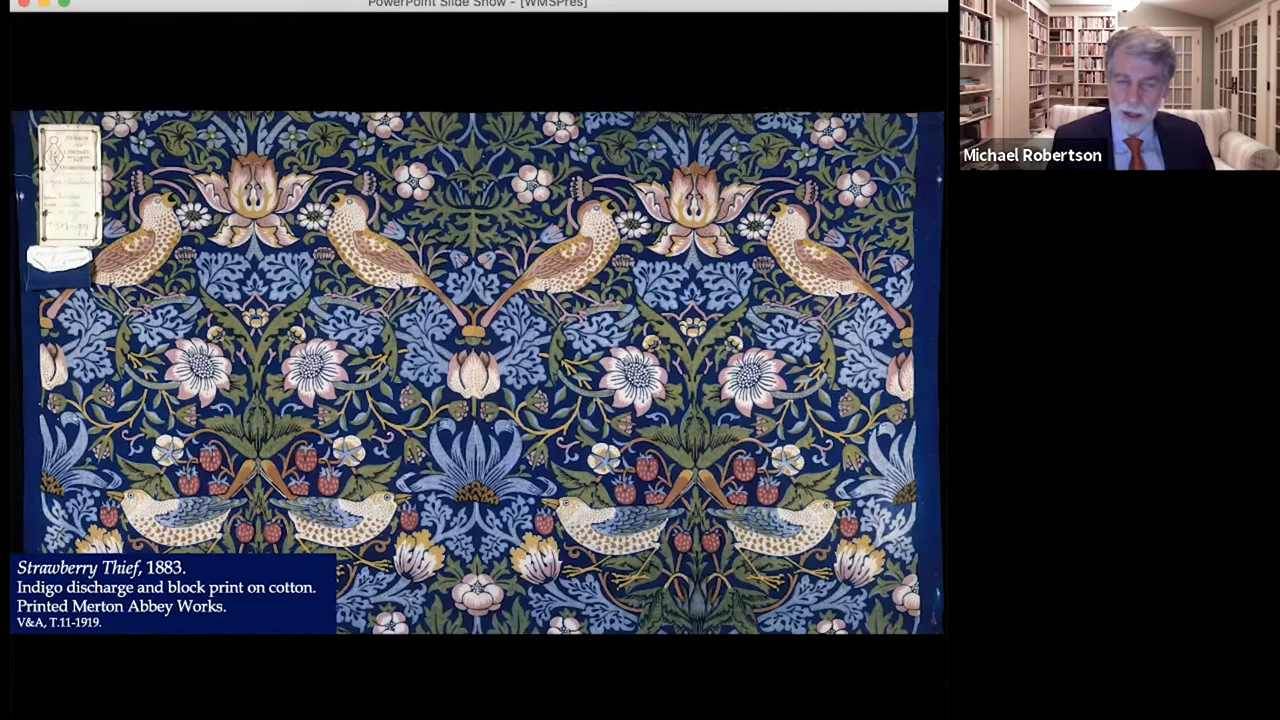 PowerPoint Slide Show - [WMSPres]
Michael Robertson
COMPANY
Strawberry Thief, 1883.
Indigo discharge and block print on cotton.
Printed Merton Abbey Works.
V&A, T.11-1919.